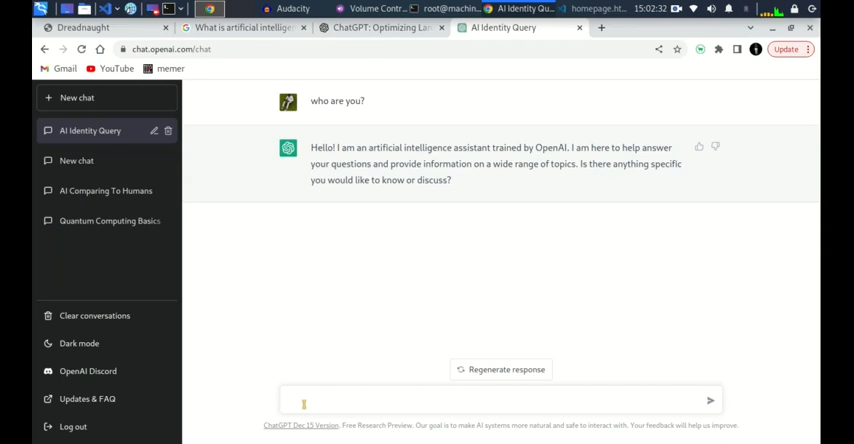 Audacity
Volume Contr...
root@machin...
AI Identity Qu...
homepage.ht...
15:02:32
Dreadnaught
What is artificial intellige
ChatGPT: Optimizing Lan
AI Identity Query
chat.openai.com/chat
Update
Gmail
YouTube
memer
New chat
AI Identity Query
New chat
AI Comparing To Humans
Quantum Computing Basics
Clear conversations
Dark mode
OpenAI Discord
Updates & FAQ
Log out
who are you?
Hello! I am an artificial intelligence assistant trained by OpenAI. I am here to help answer
your questions and provide information on a wide range of topics. Is there anything specific
you would like to know or discuss?
Regenerate response
ChatGPT Dec 15 Version. Free Research Preview. Our goal is to make AI systems more natural and safe to interact with. Your feedback will help us improve.